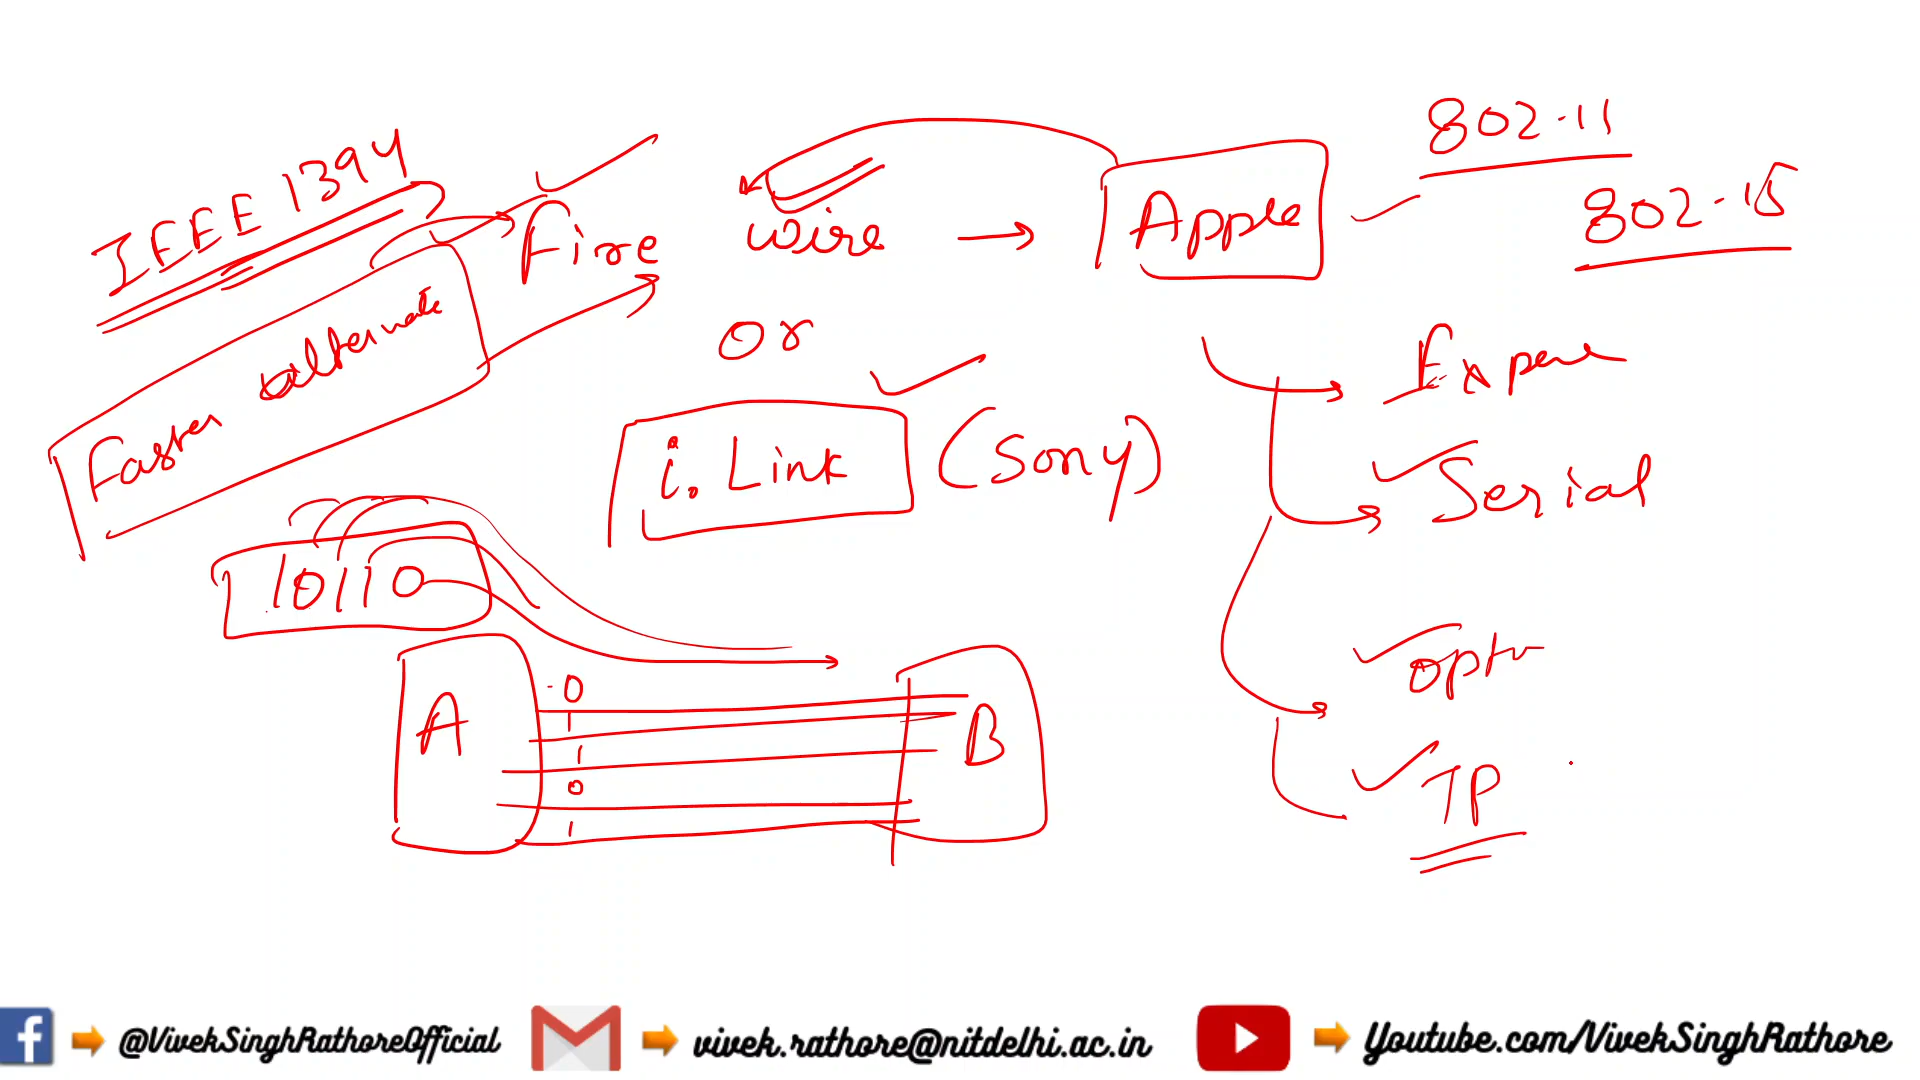 IEEE 1394
Fire wire → Apple
802.11
802.15
Faster alternate
or
i. Link (Sony)
Expen
Serial
10110
Opti
TP
A
B
0
1
1
0
1
@VivekSinghRathoreOfficial
vivek.rathore@nitdelhi.ac.in
Youtube.com/VivekSinghRathore